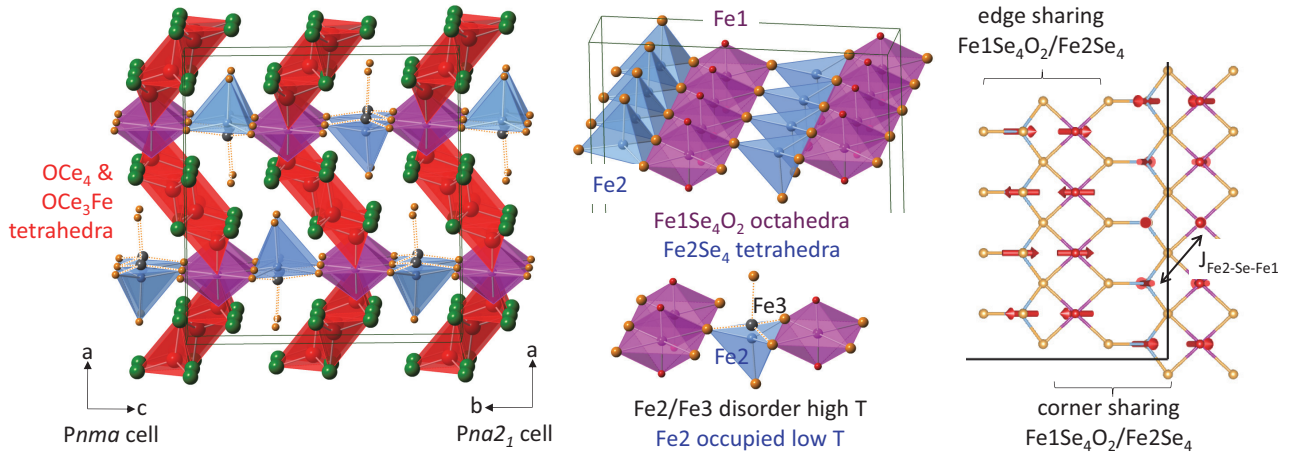 OCe4 &
OCe3Fe
tetrahedra
a
c
Pnma cell
a
b
Pna21 cell
Fe1
Fe2
Fe1Se4O2 octahedra
Fe2Se4 tetrahedra
Fe3
Fe2
Fe2/Fe3 disorder high T
Fe2 occupied low T
edge sharing
Fe1Se4O2/Fe2Se4
JFe2-Se-Fe1
corner sharing
Fe1Se4O2/Fe2Se4